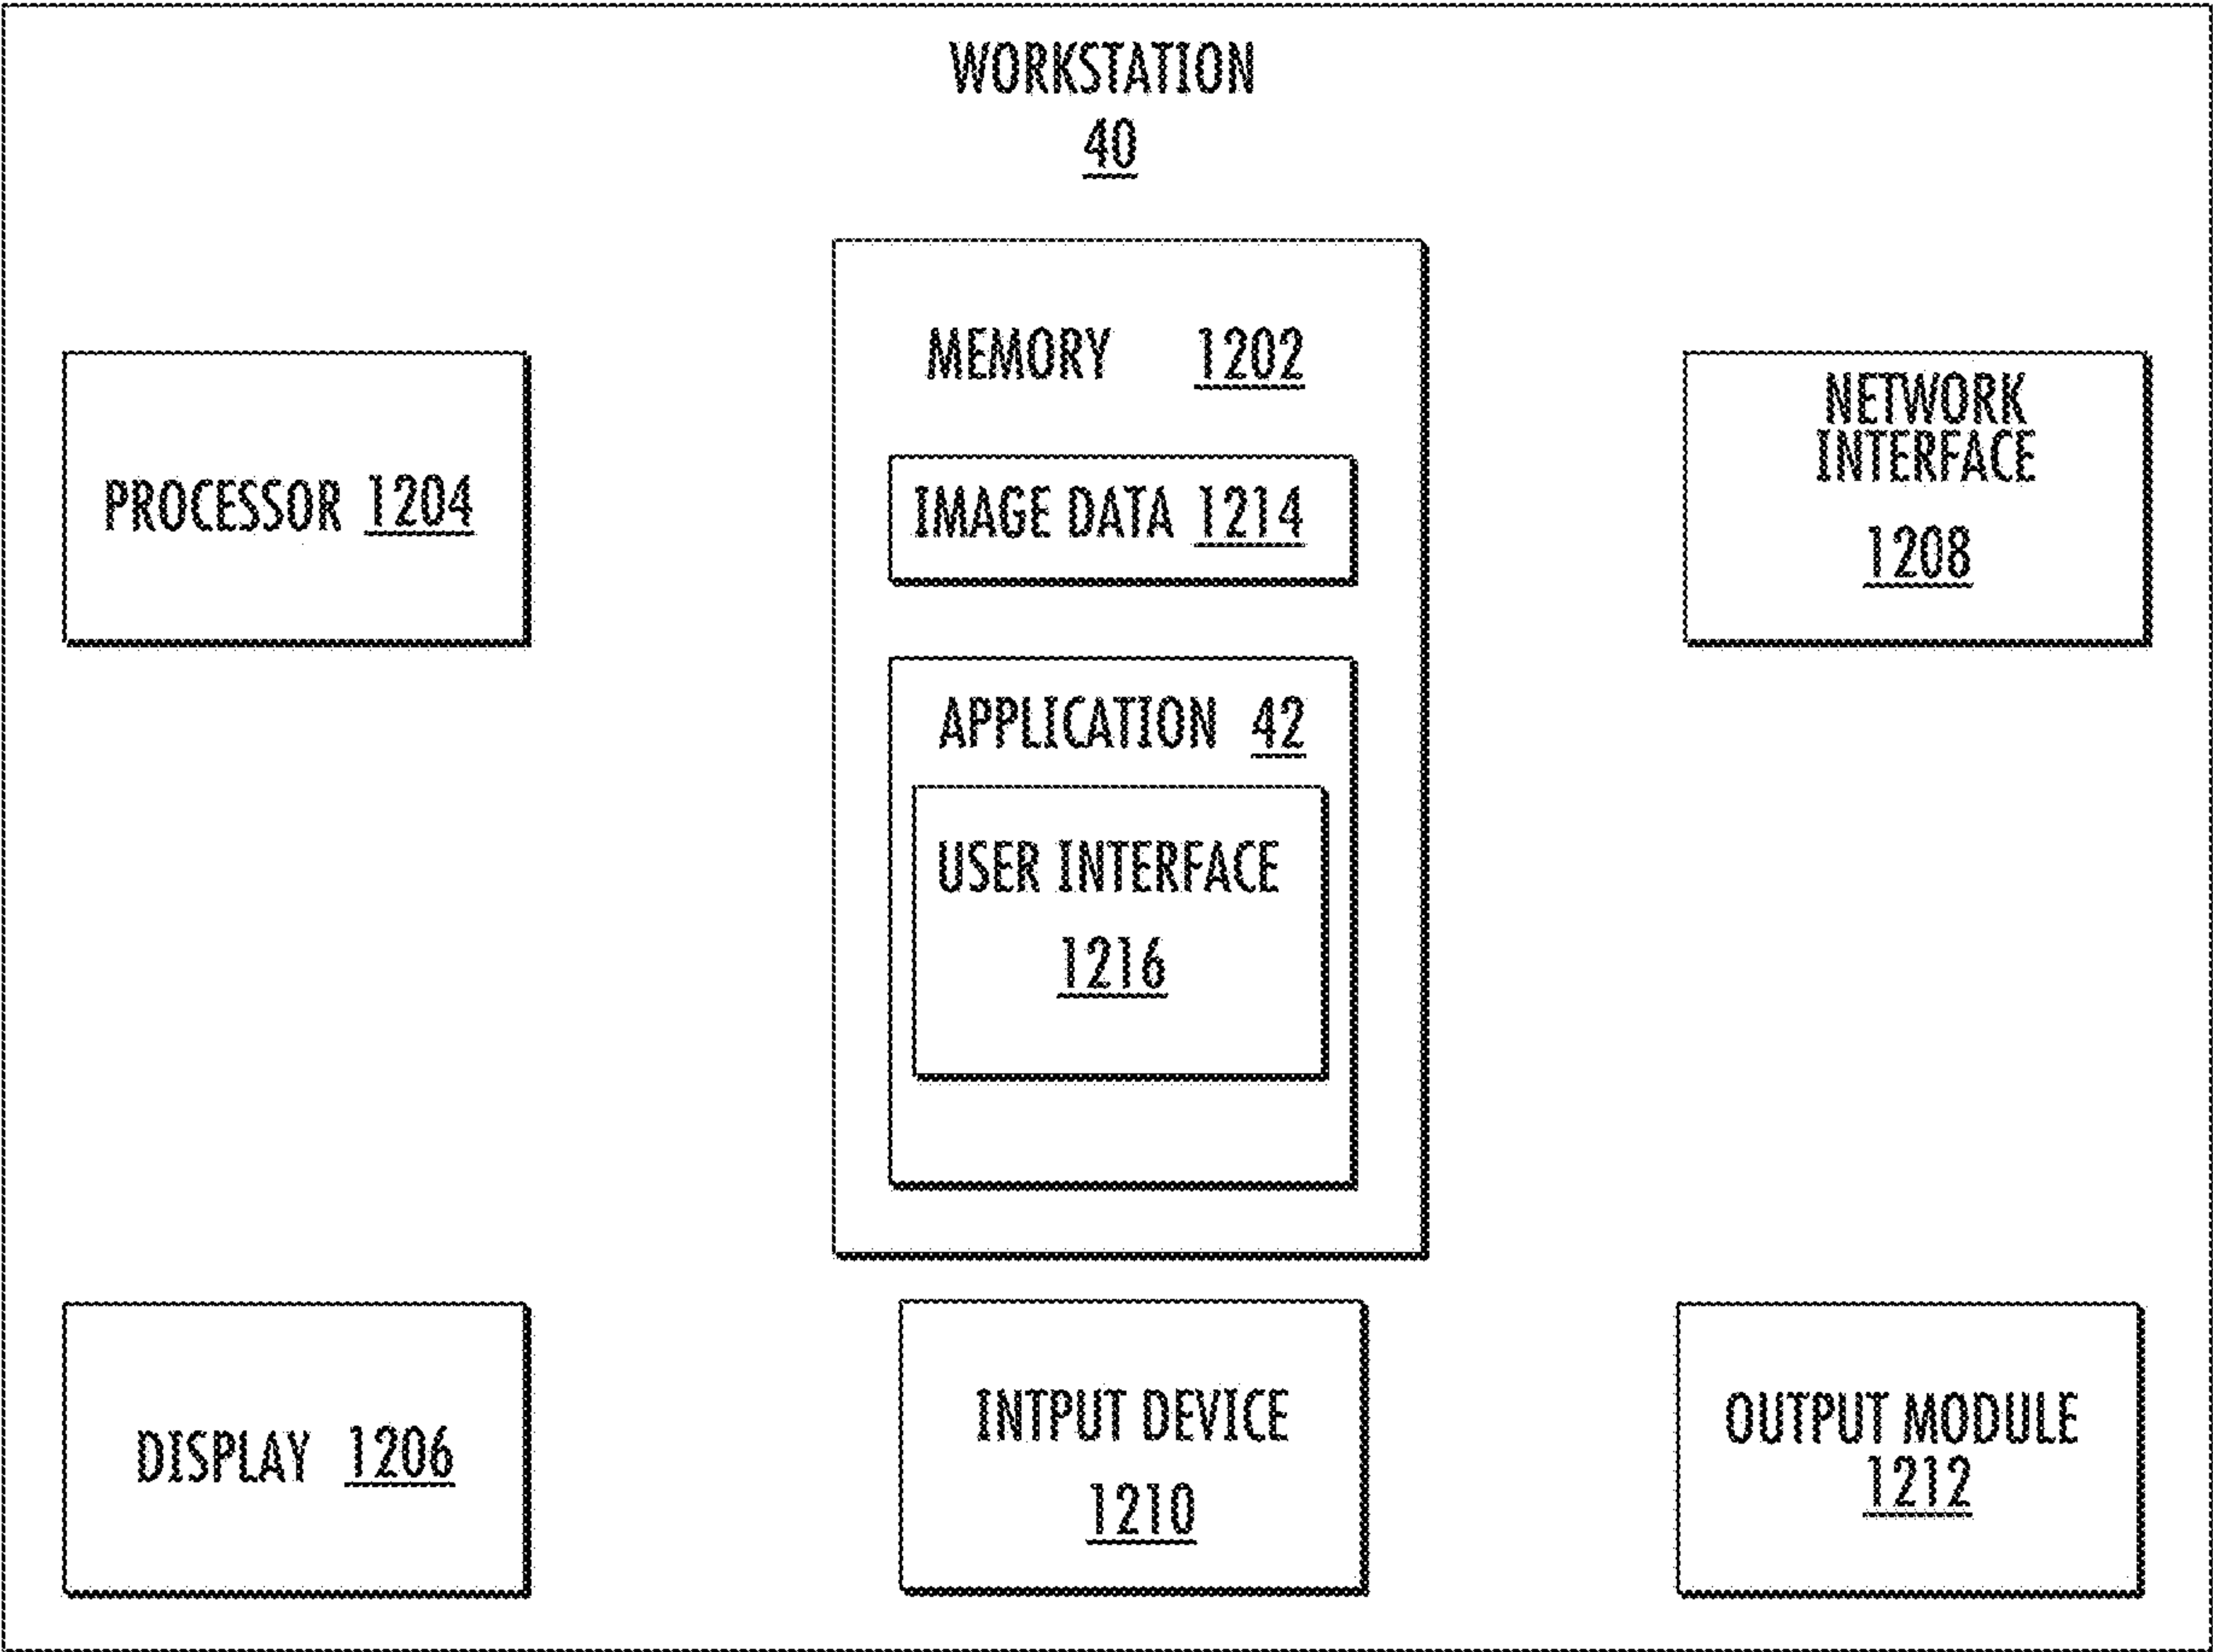 WORKSTATION
40
MEMORY 1202
PROCESSOR 1204
IMAGE DATA 1214
NETWORK
INTERFACE
1208
APPLICATION 42
USER INTERFACE
1216
DISPLAY 1206
INTPUT DEVICE
1210
OUTPUT MODULE
1212